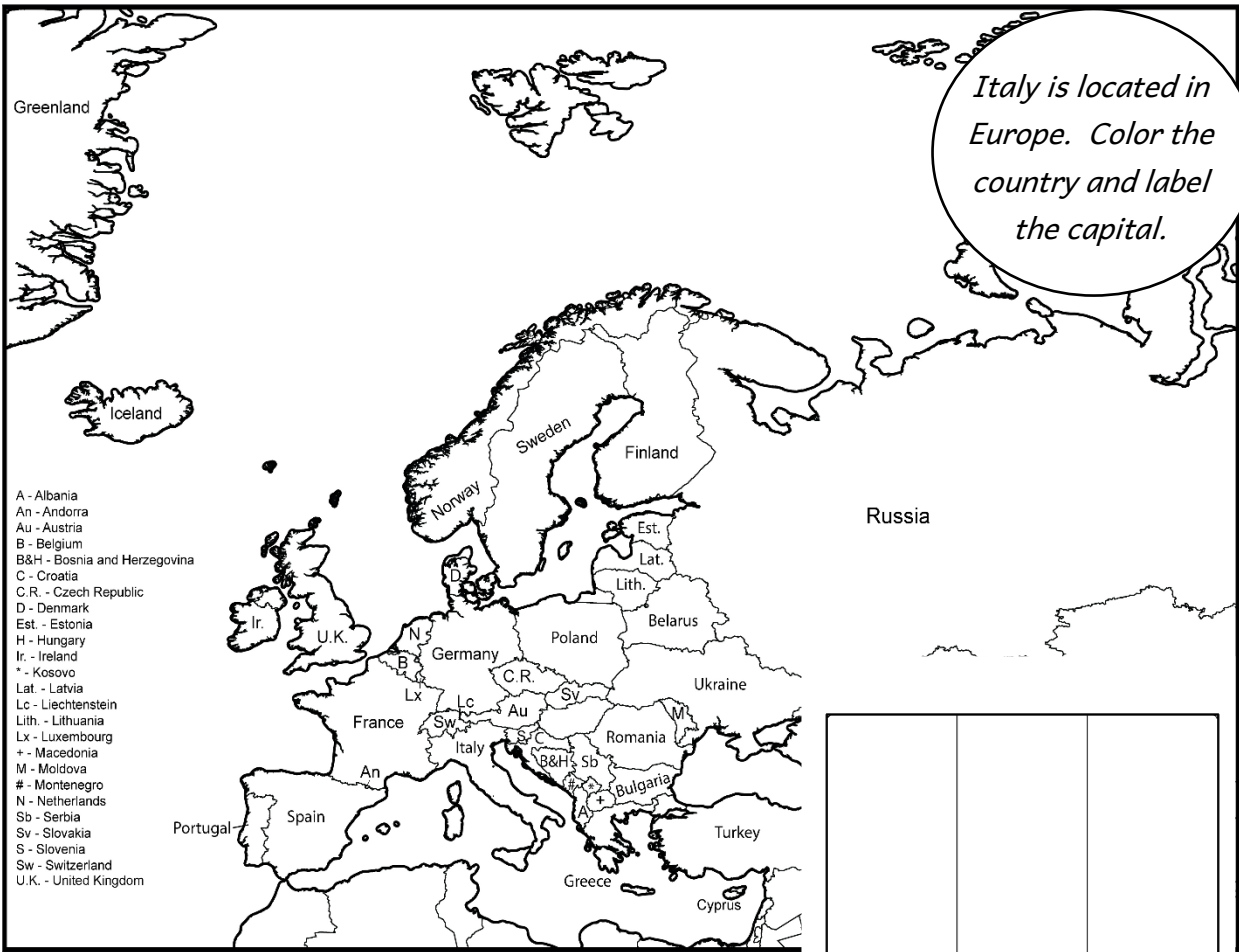 Italy is located in
Europe. Color the
country and label
the capital.
Greenland
Iceland
Sweden
Norway
Finland
Russia
Est.
Lat.
Lith.
D
Ir.
U.K.
N
B
Lx
Germany
Poland
Belarus
C.R.
Sv
Ukraine
Lc
Au
Sw
France
Italy
S
C
M
Romania
B&H
Sb
#
*
+
Bulgaria
A
An
Spain
Portugal
Turkey
Greece
Cyprus
A - Albania
An - Andorra
Au - Austria
B - Belgium
B&H - Bosnia and Herzegovina
C - Croatia
C.R. - Czech Republic
D - Denmark
Est. - Estonia
H - Hungary
Ir. - Ireland
* - Kosovo
Lat. - Latvia
Lc - Liechtenstein
Lith. - Lithuania
Lx - Luxembourg
+ - Macedonia
M - Moldova
# - Montenegro
N - Netherlands
Sb - Serbia
Sv - Slovakia
S - Slovenia
Sw - Switzerland
U.K. - United Kingdom